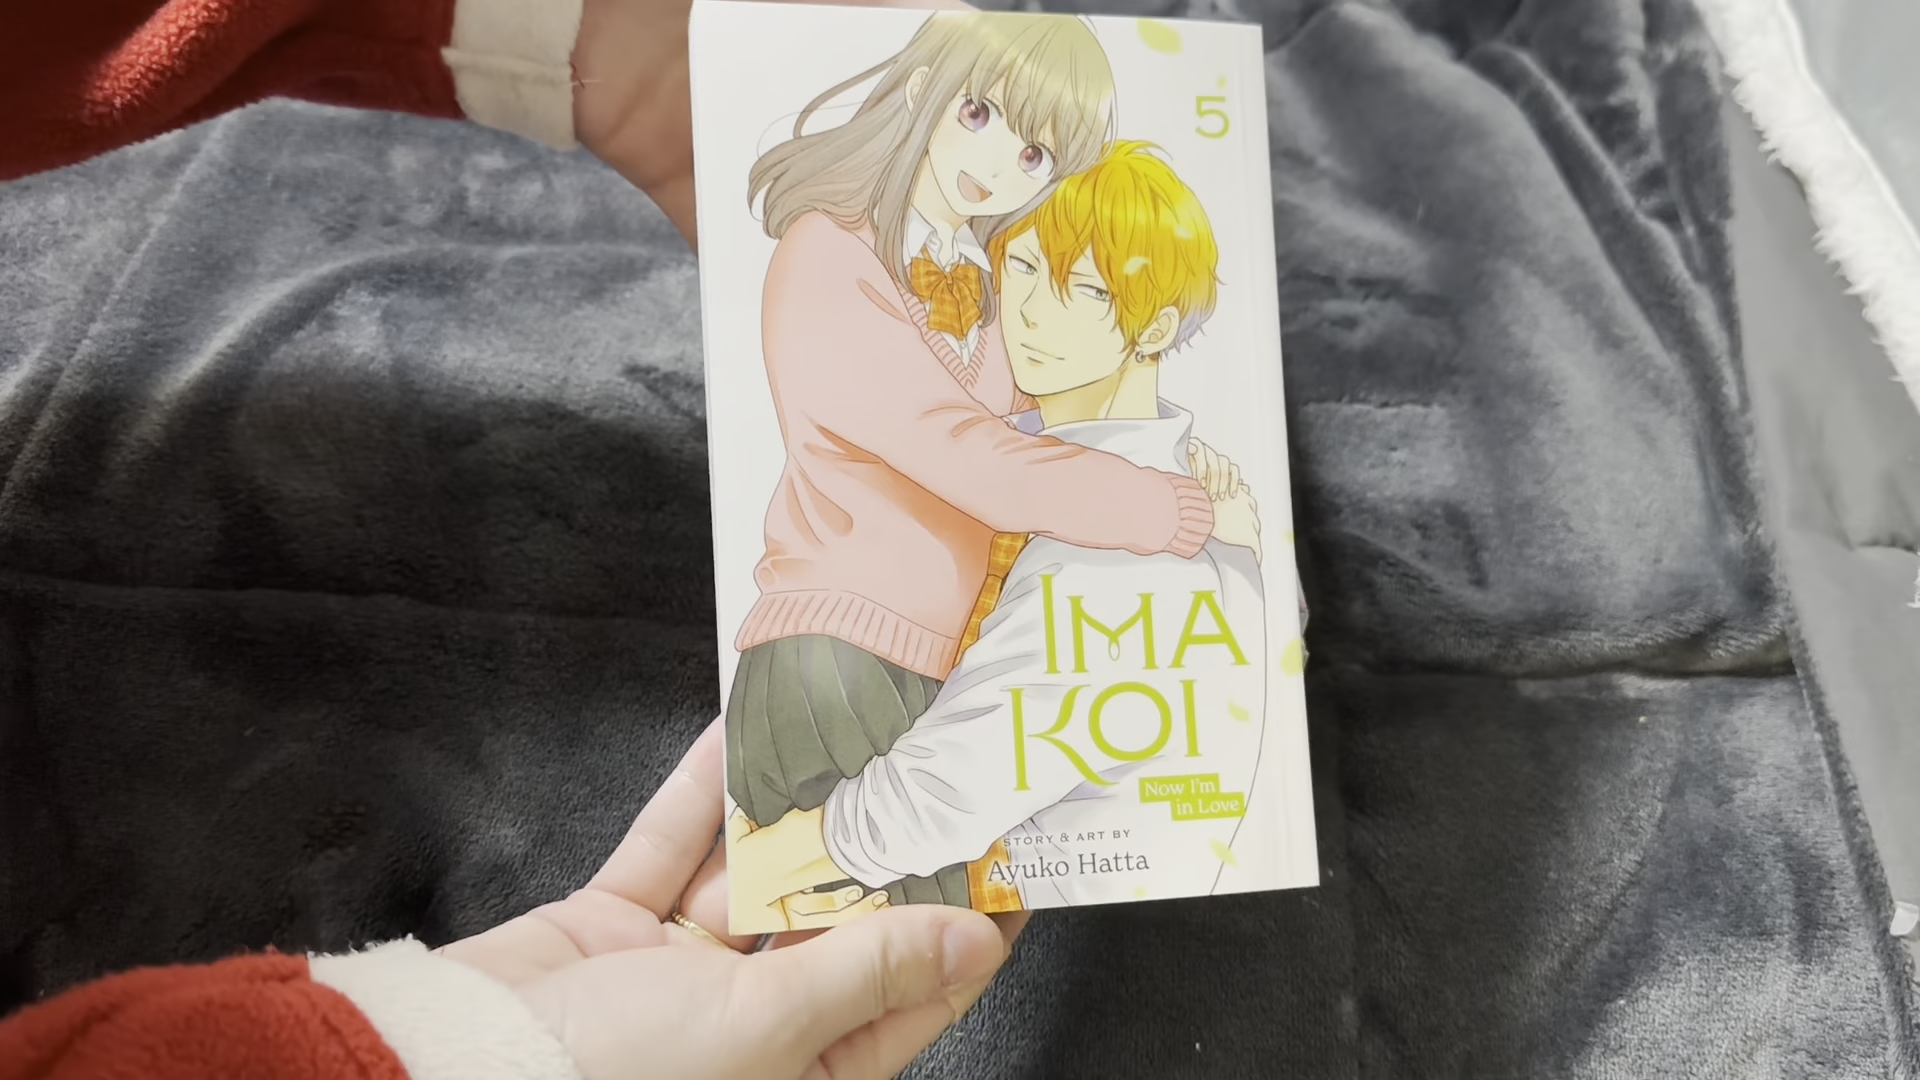 5
IMA
KOI
Now I'm
in Love
STORY & ART BY
Ayuko Hatta